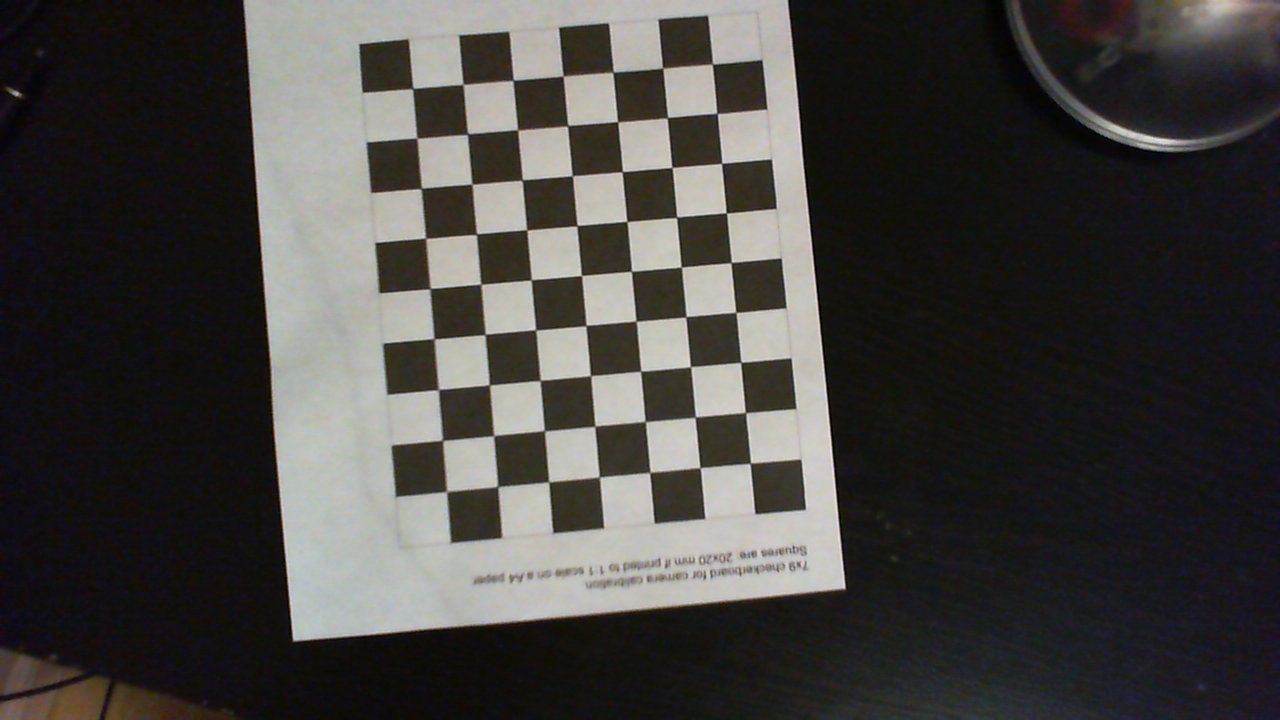 7x9 checkerboard for camera calibration
Squares are 20x20 mm if printed to 1:1 scale on a A4 paper